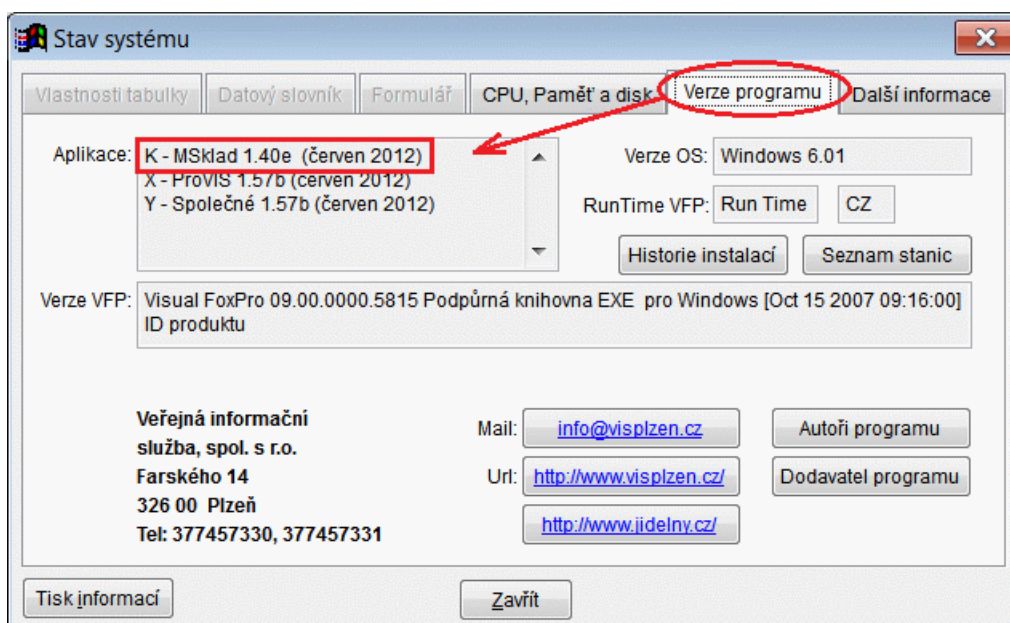 Stav systému
Vlastnosti tabulky Datový slovník Formulář CPU, Paměť a disk Verze programu Další informace
Aplikace: K - MSklad 1.40e (červen 2012)
X - ProVIS 1.57b (červen 2012)
Y - Společné 1.57b (červen 2012)
Verze OS: Windows 6.01
RunTime VFP: Run Time CZ
Historie instalací Seznam stanic
Verze VFP: Visual FoxPro 09.00.0000.5815 Podpůrná knihovna EXE pro Windows [Oct 15 2007 09:16:00]
ID produktu
Veřejná informační
služba, spol. s r.o.
Farského 14
326 00 Plzeň
Tel: 377457330, 377457331
Mail: info@visplzen.cz
Url: http://www.visplzen.cz/
http://www.jidelny.cz/
Autoři programu
Dodavatel programu
Tisk informací Zavřít